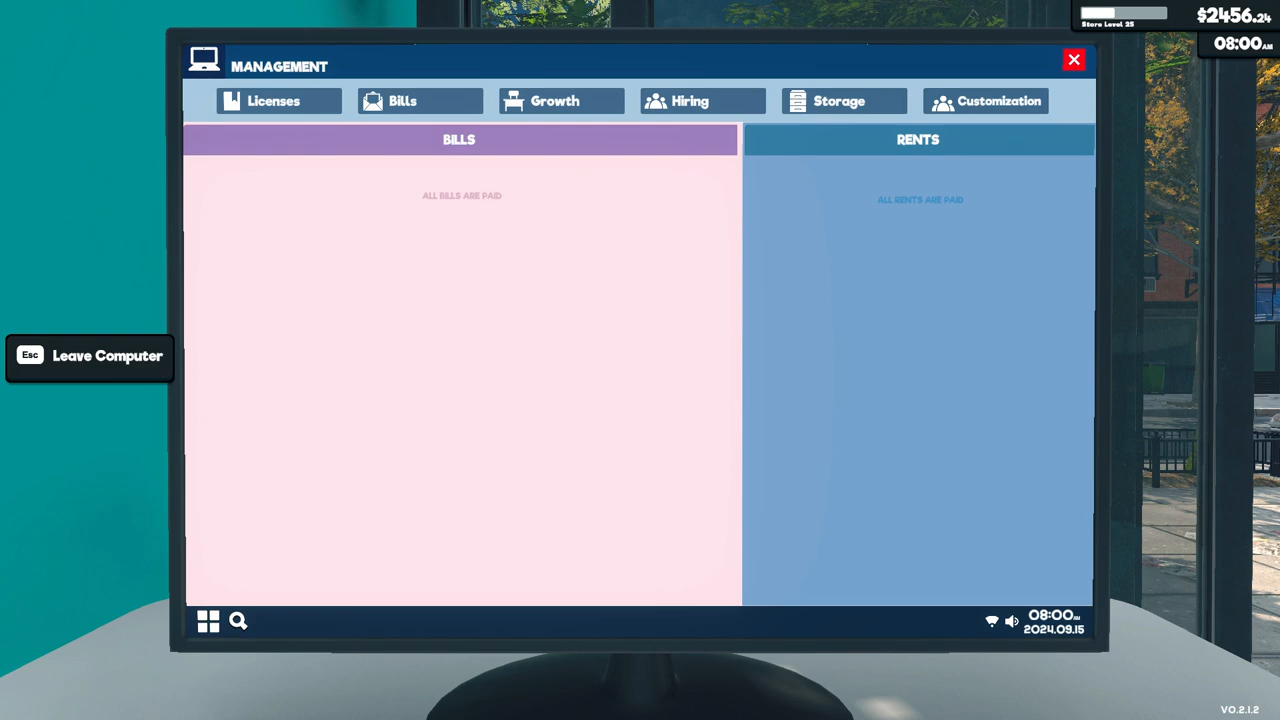 Store Level 25
$2456.24
08:00AM
MANAGEMENT
Licenses
Bills
Growth
Hiring
Storage
Customization
BILLS
RENTS
ALL BILLS ARE PAID
ALL RENTS ARE PAID
Esc Leave Computer
08:00AM
2024.09.15
V0.2.1.2